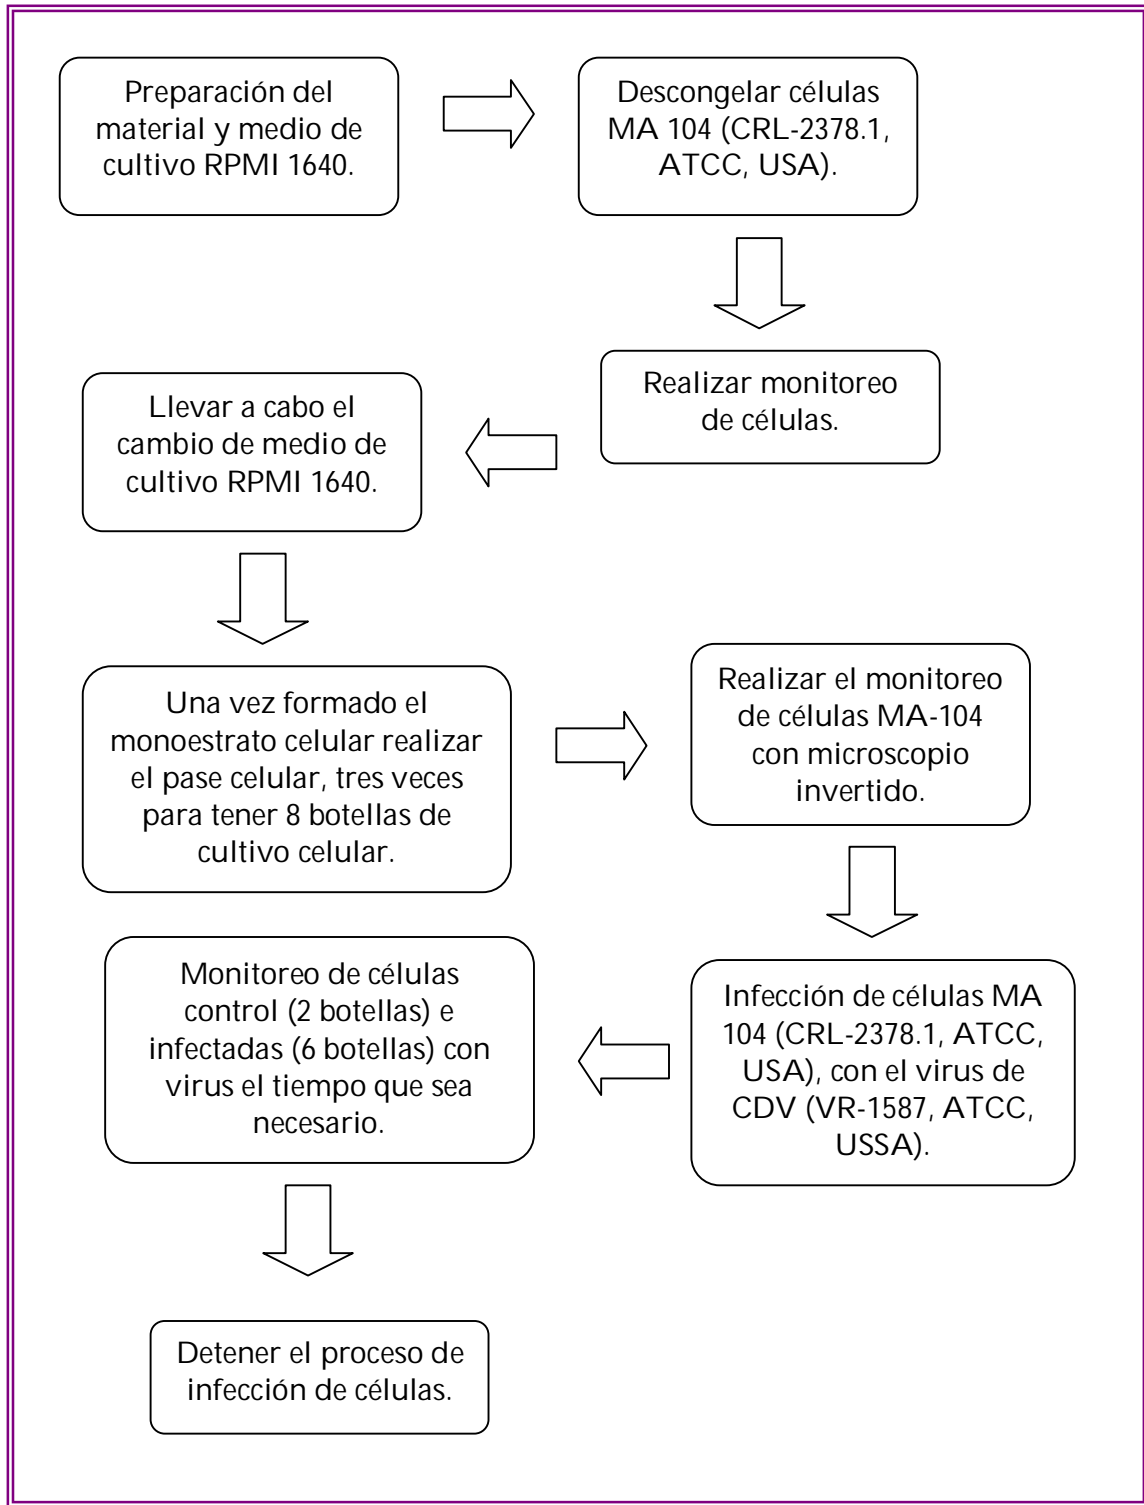 Preparación del
material y medio de
cultivo RPMI 1640.
Descongelar células
MA 104 (CRL-2378.1,
ATCC, USA).
Realizar monitoreo
de células.
Llevar a cabo el
cambio de medio de
cultivo RPMI 1640.
Una vez formado el
monoestrato celular realizar
el pase celular, tres veces
para tener 8 botellas de
cultivo celular.
Realizar el monitoreo
de células MA-104
con microscopio
invertido.
Infección de células MA
104 (CRL-2378.1, ATCC,
USA), con el virus de
CDV (VR-1587, ATCC,
USSA).
Monitoreo de células
control (2 botellas) e
infectadas (6 botellas) con
virus el tiempo que sea
necesario.
Detener el proceso de
infección de células.